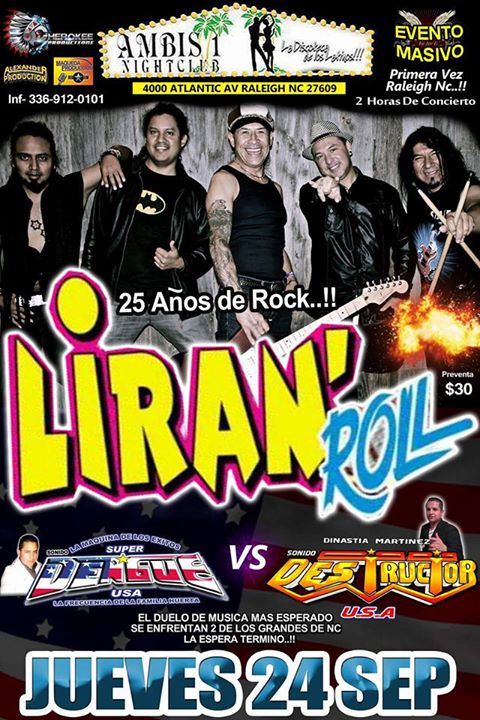 CHEROKEE
PRODUCTIONS
ALEXANDER
PRODUCTION
MAQUEDA
PRODUCCIONES
Inf- 336-912-0101
AMBIS1
NIGHTCLUB
La Discoteca
de los Latinos!!!
4000 ATLANTIC AV RALEIGH NC 27609
EVENTO
MASIVO
Primera Vez
Raleigh Nc..!!
2 Horas De Concierto
25 Años de Rock..!!
LIRAN'
ROLL
Preventa
$30
LA MAQUINA DE LOS EXITOS
SONIDO
SUPER
DENGUE
USA
LA FRECUENCIA DE LA FAMILIA HUERTA
VS
DINASTIA MARTINEZ
SONIDO
DESTRUCTOR
U.S.A
EL DUELO DE MUSICA MAS ESPERADO
SE ENFRENTAN 2 DE LOS GRANDES DE NC
LA ESPERA TERMINO..!!
JUEVES 24 SEP